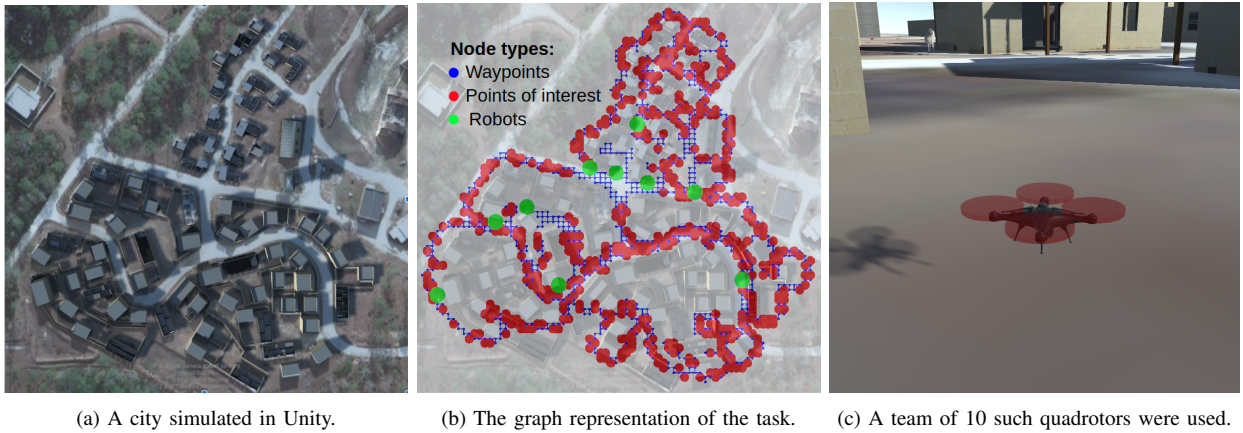 Node types:
Waypoints
Points of interest
Robots
(a) A city simulated in Unity.
(b) The graph representation of the task.
(c) A team of 10 such quadrotors were used.